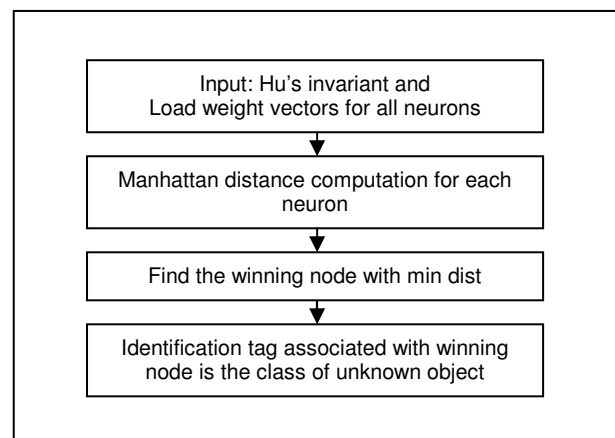 Input: Hu's invariant and
Load weight vectors for all neurons
Manhattan distance computation for each
neuron
Find the winning node with min dist
Identification tag associated with winning
node is the class of unknown object